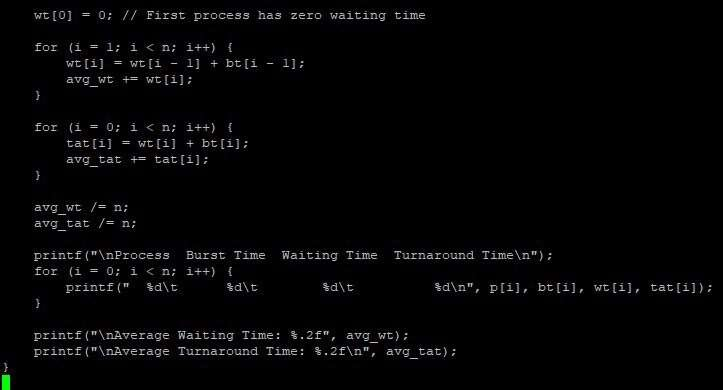 wt[0] = 0; // First process has zero waiting time
for (i = 1; i < n; i++) {
wt[i] = wt[i - 1] + bt[i - 1];
avg_wt += wt[i];
}
for (i = 0; i < n; i++) {
tat[i] = wt[i] + bt[i];
avg_tat += tat[i];
}
avg_wt /= n;
avg_tat /= n;
printf("\nProcess  Burst Time  Waiting Time  Turnaround Time\n");
for (i = 0; i < n; i++) {
printf("  %d\t      %d\t        %d\t          %d\n", p[i], bt[i], wt[i], tat[i]);
}
printf("\nAverage Waiting Time: %.2f", avg_wt);
printf("\nAverage Turnaround Time: %.2f\n", avg_tat);
}